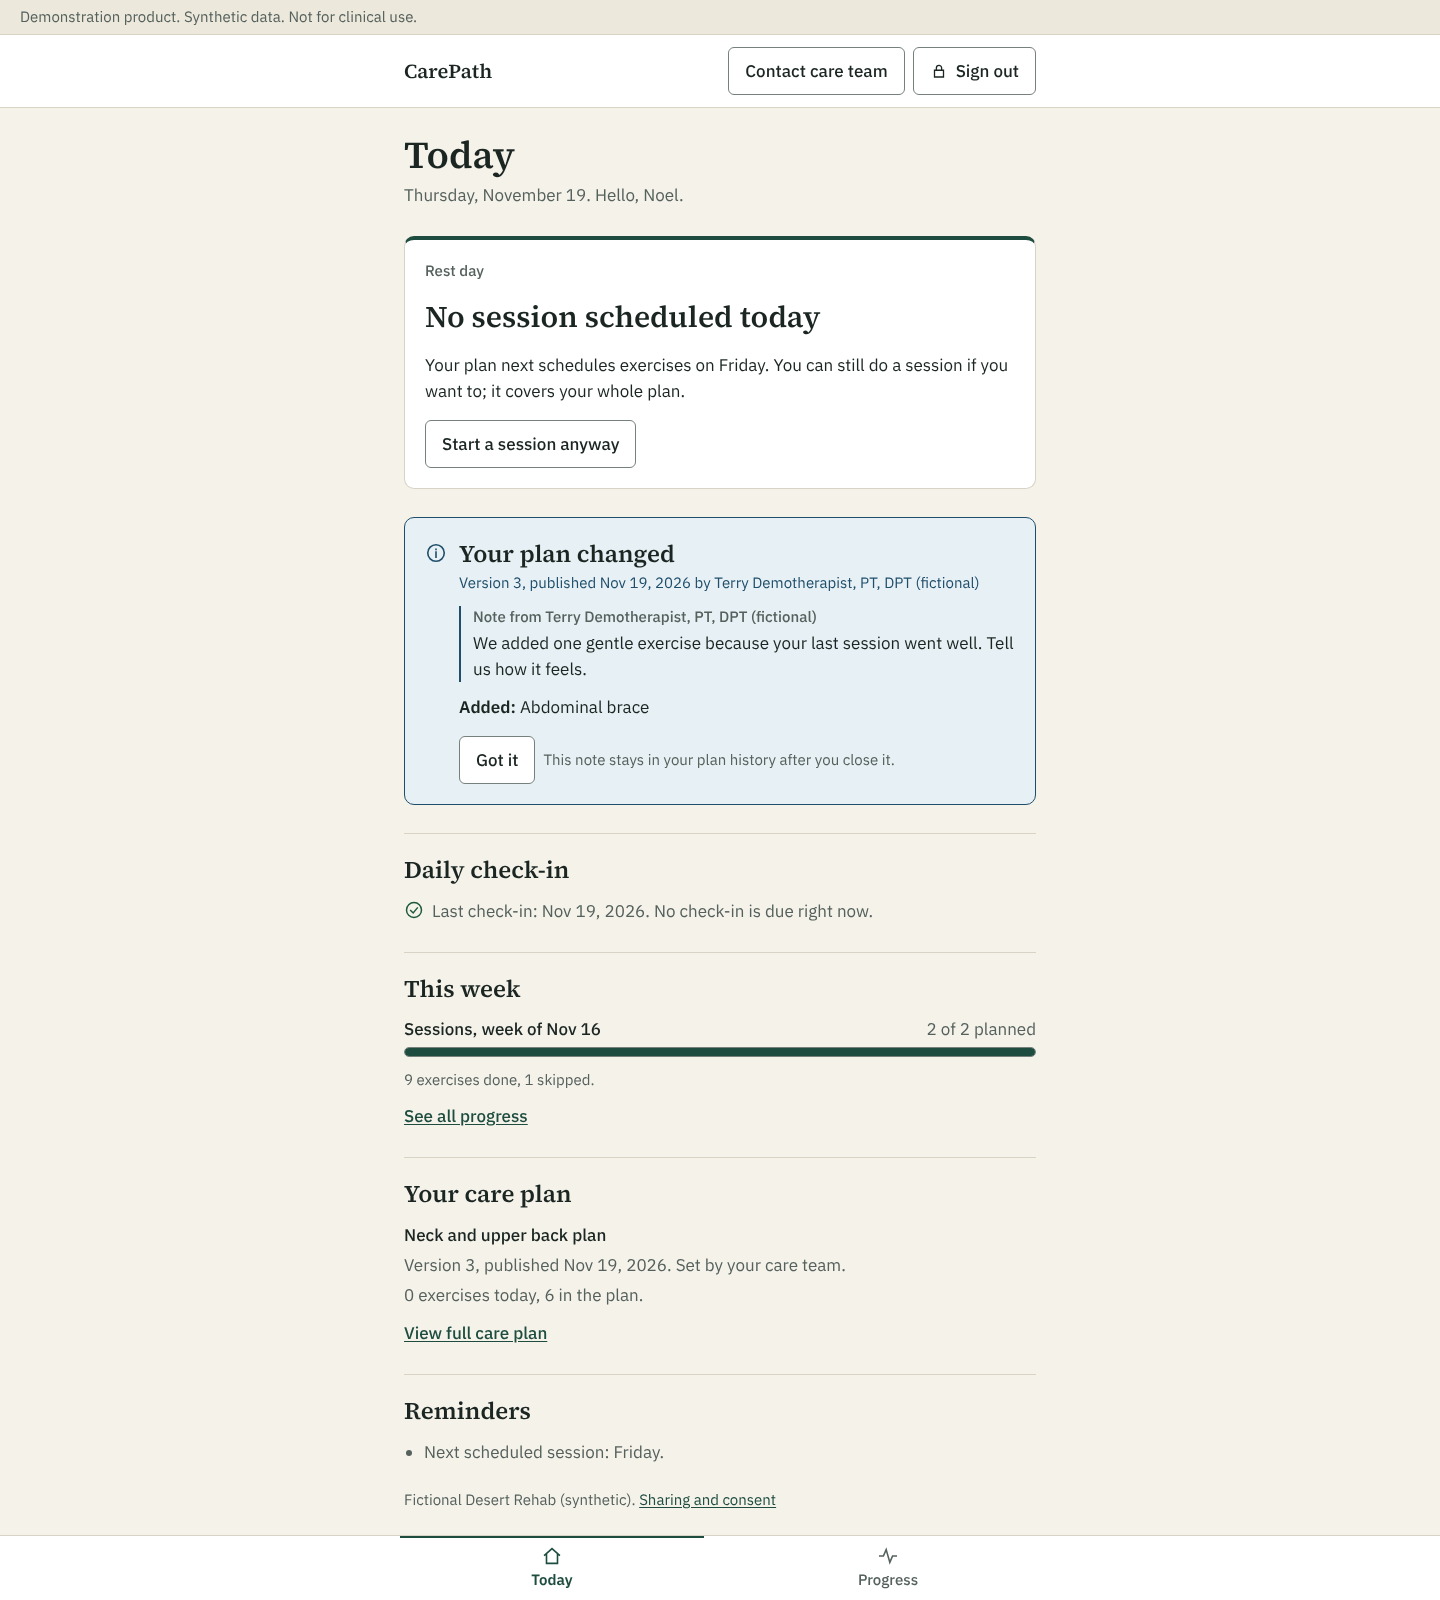 Demonstration product. Synthetic data. Not for clinical use.
CarePath
Contact care team
Sign out
Today
Thursday, November 19. Hello, Noel.
Rest day
No session scheduled today
Your plan next schedules exercises on Friday. You can still do a session if you
want to; it covers your whole plan.
Start a session anyway
Your plan changed
Version 3, published Nov 19, 2026 by Terry Demotherapist, PT, DPT (fictional)
Note from Terry Demotherapist, PT, DPT (fictional)
We added one gentle exercise because your last session went well. Tell
us how it feels.
Added: Abdominal brace
Got it
This note stays in your plan history after you close it.
Daily check-in
Last check-in: Nov 19, 2026. No check-in is due right now.
This week
Sessions, week of Nov 16
2 of 2 planned
9 exercises done, 1 skipped.
See all progress
Your care plan
Neck and upper back plan
Version 3, published Nov 19, 2026. Set by your care team.
0 exercises today, 6 in the plan.
View full care plan
Reminders
Next scheduled session: Friday.
Fictional Desert Rehab (synthetic). Sharing and consent
Today
Progress